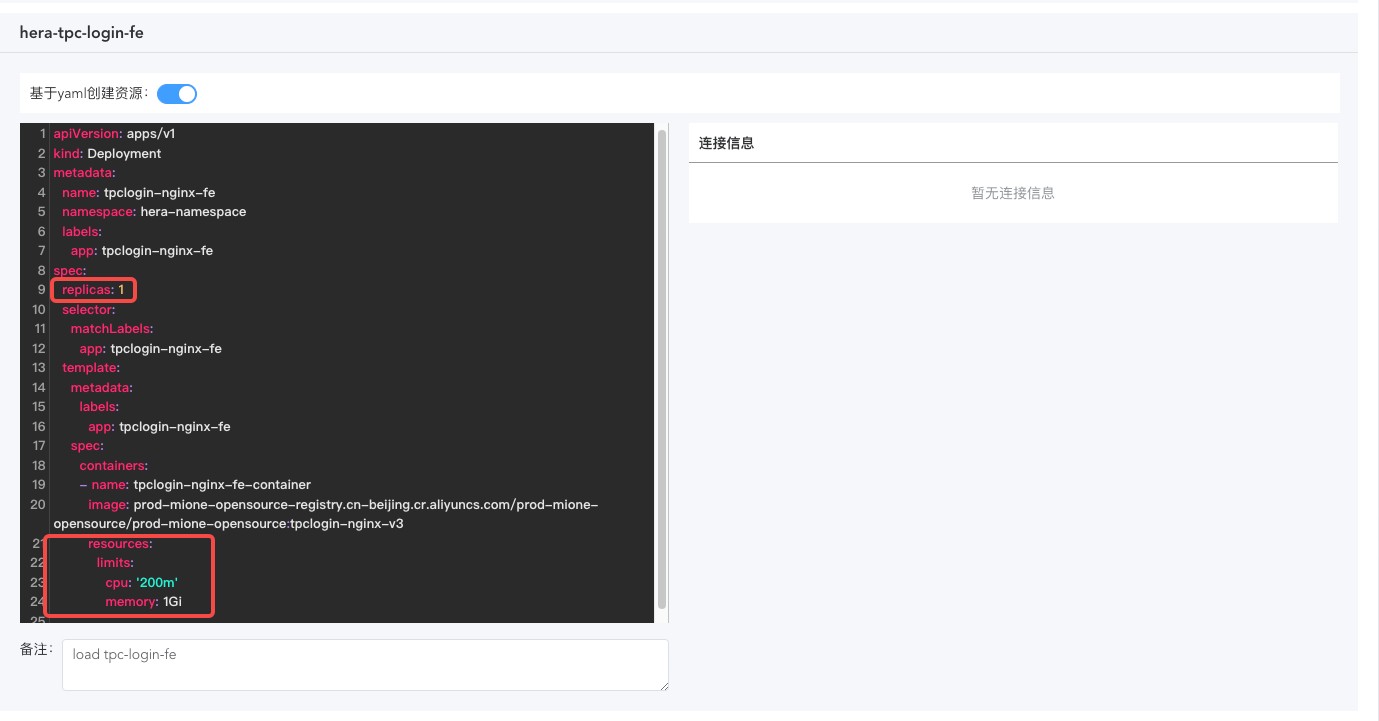 hera-tpc-login-fe
基于yaml创建资源：
1 apiVersion: apps/v1
2 kind: Deployment
3 metadata:
4 name: tpclogin-nginx-fe
5 namespace: hera-namespace
6 labels:
7 app: tpclogin-nginx-fe
8 spec:
9 replicas: 1
10 selector:
11 matchLabels:
12 app: tpclogin-nginx-fe
13 template:
14 metadata:
15 labels:
16 app: tpclogin-nginx-fe
17 spec:
18 containers:
19 - name: tpclogin-nginx-fe-container
20 image: prod-mione-opensource-registry.cn-beijing.cr.aliyuncs.com/prod-mione-
opensource/prod-mione-opensource:tpclogin-nginx-v3
21 resources:
22 limits:
23 cpu: '200m'
24 memory: 1Gi
25
连接信息
暂无连接信息
备注：
load tpc-login-fe